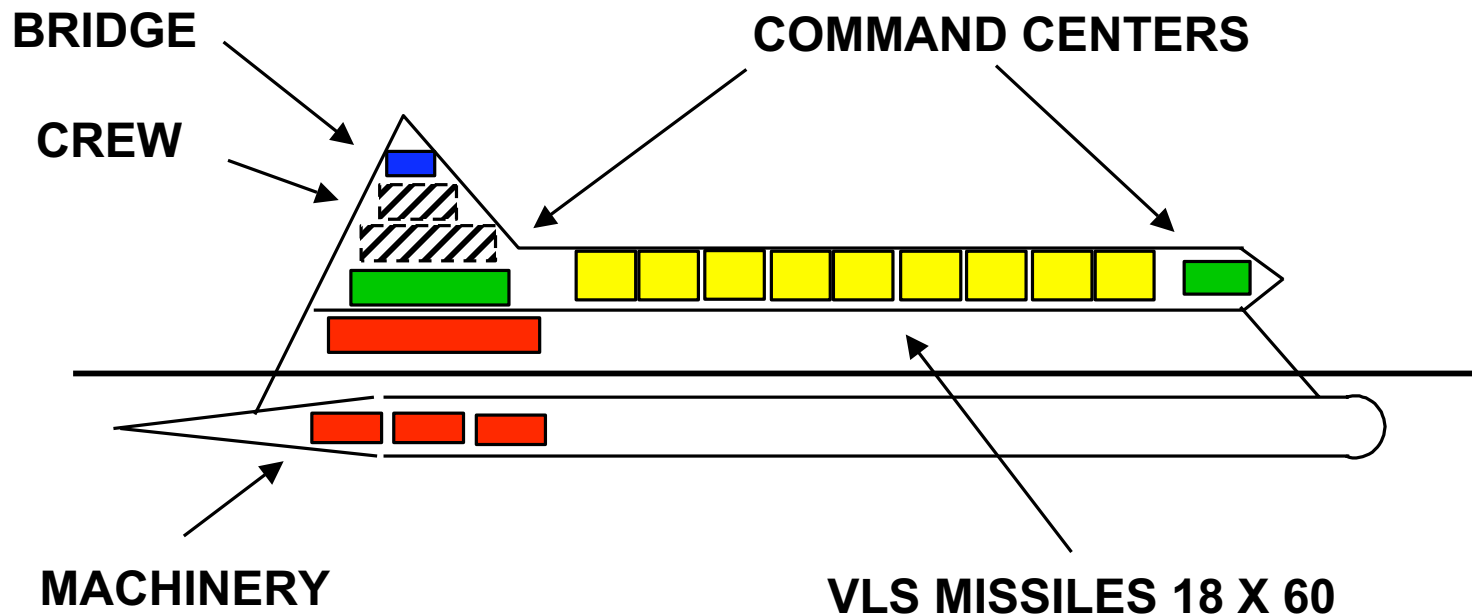 BRIDGE
COMMAND CENTERS
CREW
MACHINERY
VLS MISSILES 18 X 60